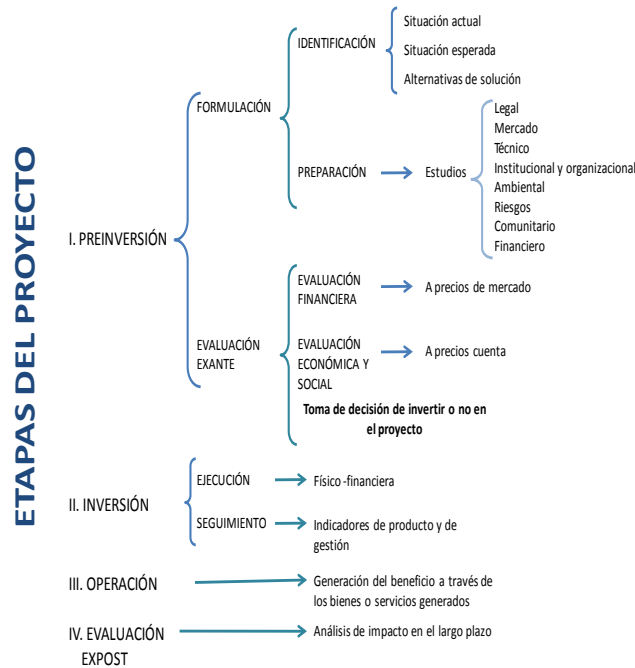 ETAPAS DEL PROYECTO
I. PREINVERSIÓN
FORMULACIÓN
IDENTIFICACIÓN
Situación actual
Situación esperada
Alternativas de solución
PREPARACIÓN
Estudios
Legal
Mercado
Técnico
Institucional y organizacional
Ambiental
Riesgos
Comunitario
Financiero
EVALUACIÓN
EXANTE
EVALUACIÓN
FINANCIERA
A precios de mercado
EVALUACIÓN
ECONÓMICA Y
SOCIAL
A precios cuenta
Toma de decisión de invertir o no en
el proyecto
II. INVERSIÓN
EJECUCIÓN
Físico -financiera
SEGUIMIENTO
Indicadores de producto y de
gestión
III. OPERACIÓN
Generación del beneficio a través de
los bienes o servicios generados
IV. EVALUACIÓN
EXPOST
Análisis de impacto en el largo plazo